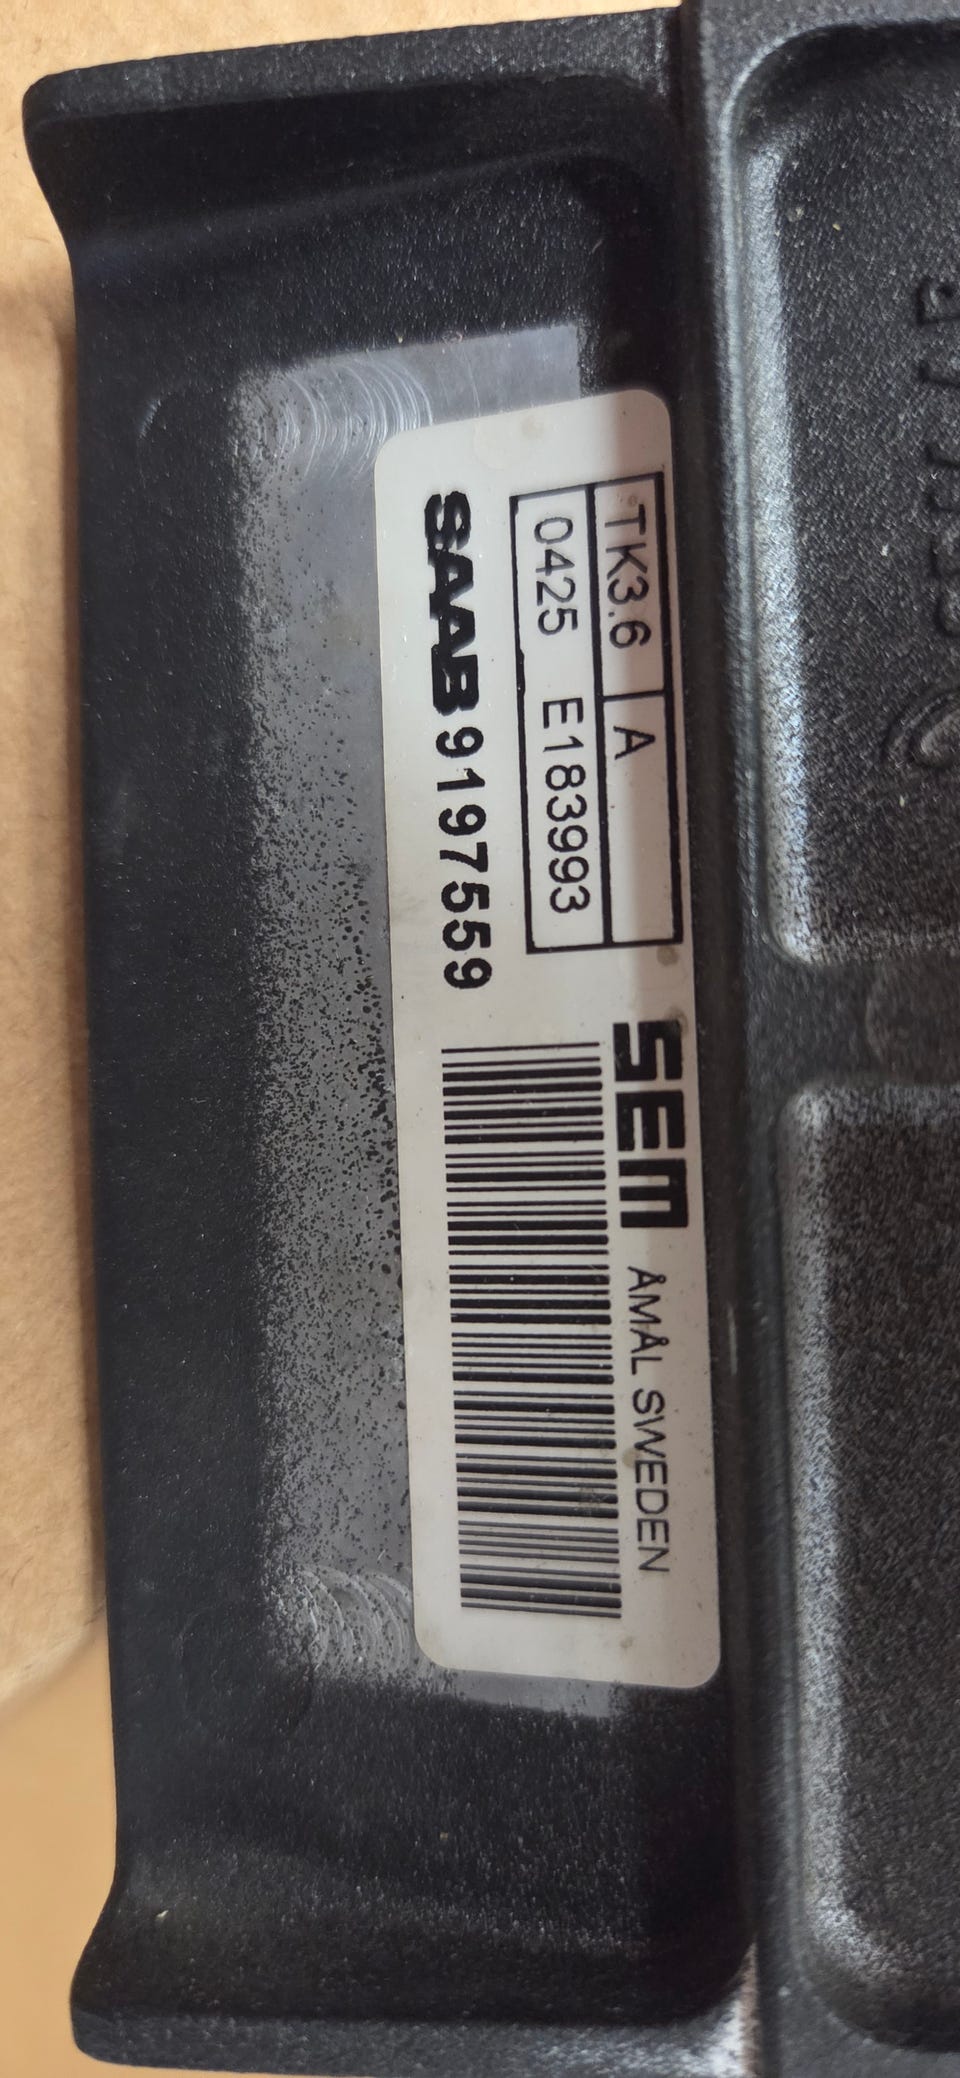 TK3.6 A
0425 E183993
SAAB 9197559
SEM ÅMÅL SWEDEN